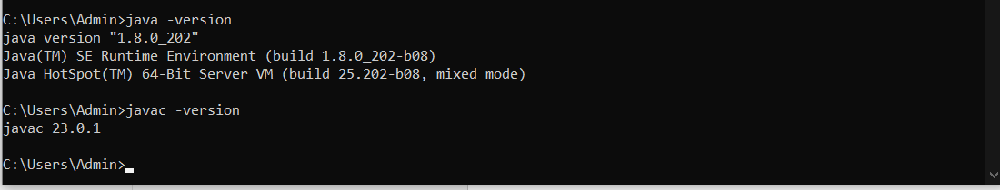 C:\Users\Admin>java -version
java version "1.8.0_202"
Java(TM) SE Runtime Environment (build 1.8.0_202-b08)
Java HotSpot(TM) 64-Bit Server VM (build 25.202-b08, mixed mode)
C:\Users\Admin>javac -version
javac 23.0.1
C:\Users\Admin>